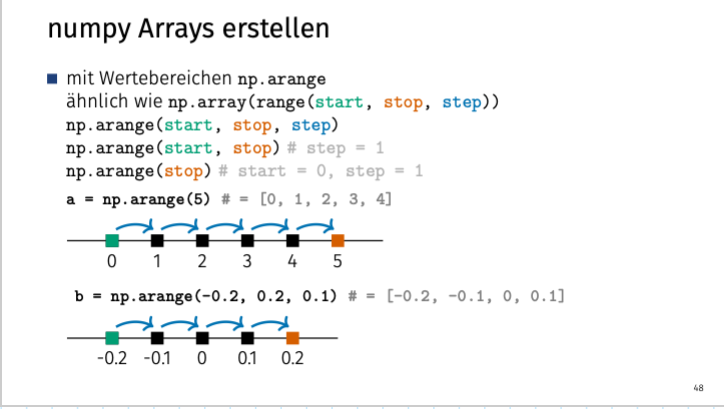 numpy Arrays erstellen
mit Wertebereichen np.arange
ähnlich wie np.array(range(start, stop, step))
np.arange(start, stop, step)
np.arange(start, stop) # step = 1
np.arange(stop) # start = 0, step = 1
a = np.arange(5) # = [0, 1, 2, 3, 4]
0 1 2 3 4 5
b = np.arange(-0.2, 0.2, 0.1) # = [-0.2, -0.1, 0, 0.1]
-0.2 -0.1 0 0.1 0.2
48